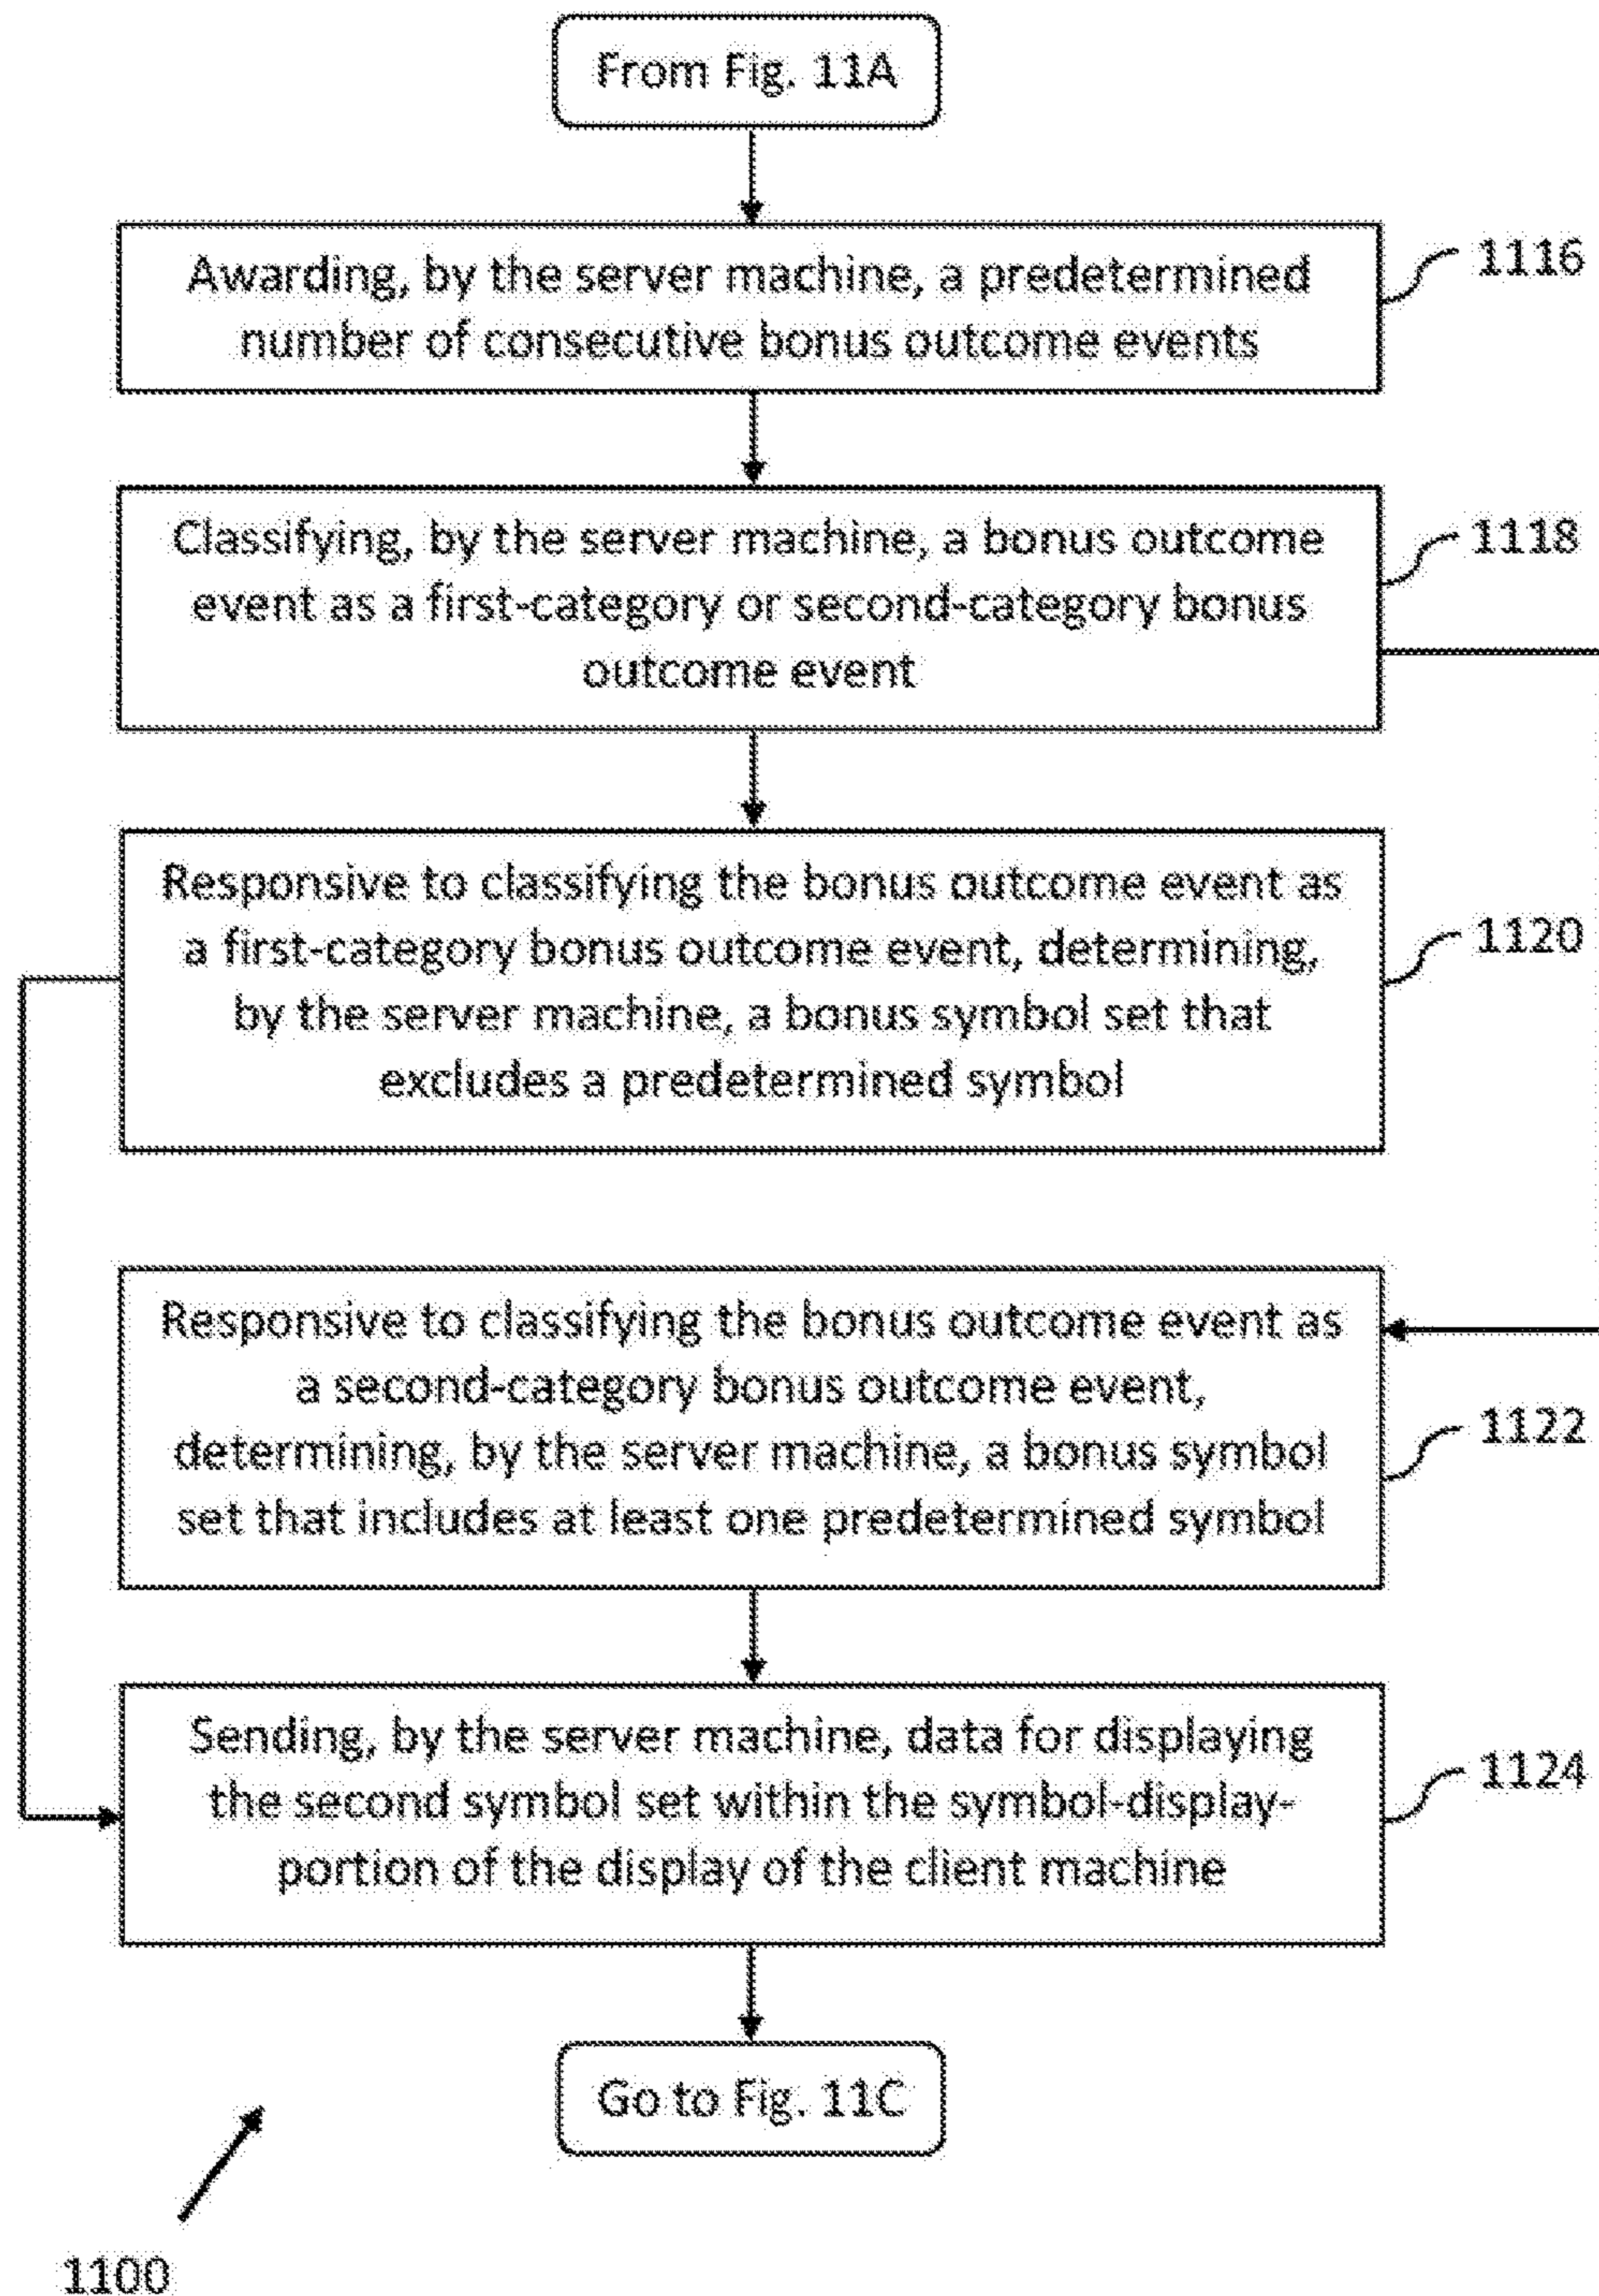 From Fig. 11A
Awarding, by the server machine, a predetermined
number of consecutive bonus outcome events
1116
Classifying, by the server machine, a bonus outcome
event as a first-category or second-category bonus
outcome event
1118
Responsive to classifying the bonus outcome event as
a first-category bonus outcome event, determining,
by the server machine, a bonus symbol set that
excludes a predetermined symbol
1120
Responsive to classifying the bonus outcome event as
a second-category bonus outcome event,
determining, by the server machine, a bonus symbol
set that includes at least one predetermined symbol
1122
Sending, by the server machine, data for displaying
the second symbol set within the symbol-display-
portion of the display of the client machine
1124
Go to Fig. 11C
1100